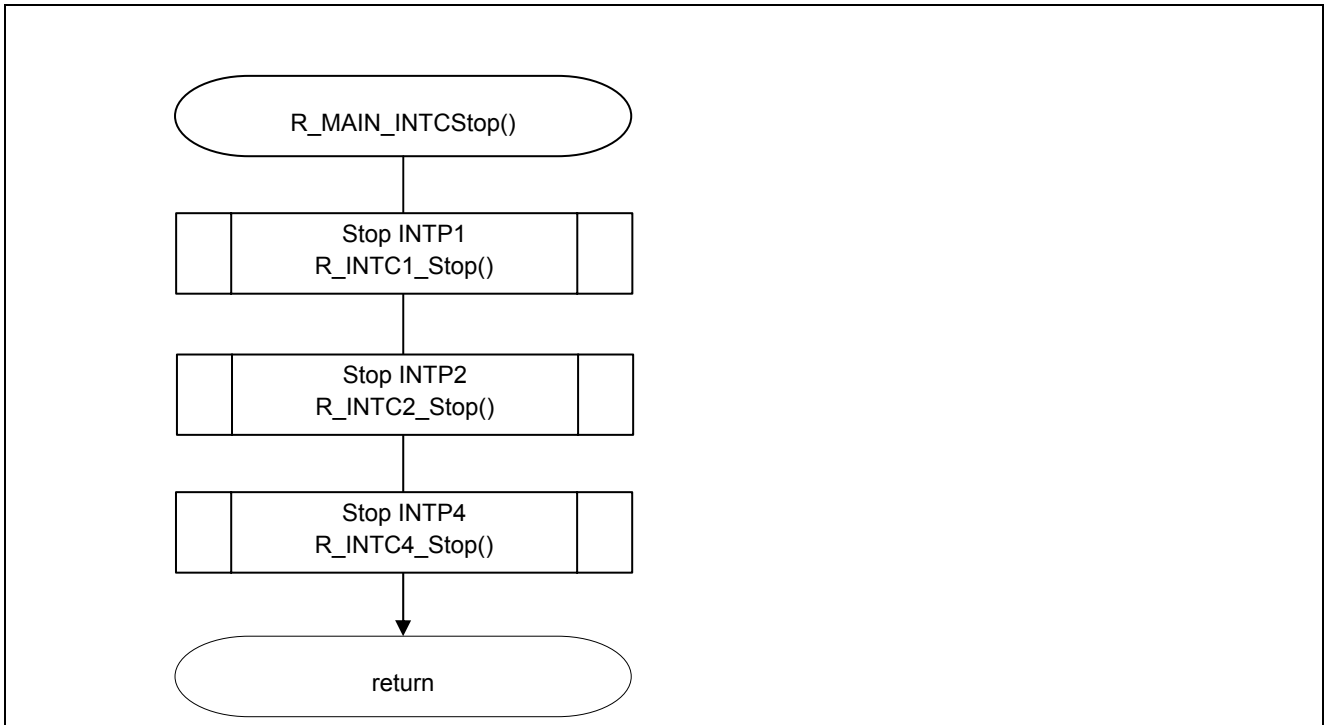 R_MAIN_INTCStop()
Stop INTP1
R_INTC1_Stop()
Stop INTP2
R_INTC2_Stop()
Stop INTP4
R_INTC4_Stop()
return